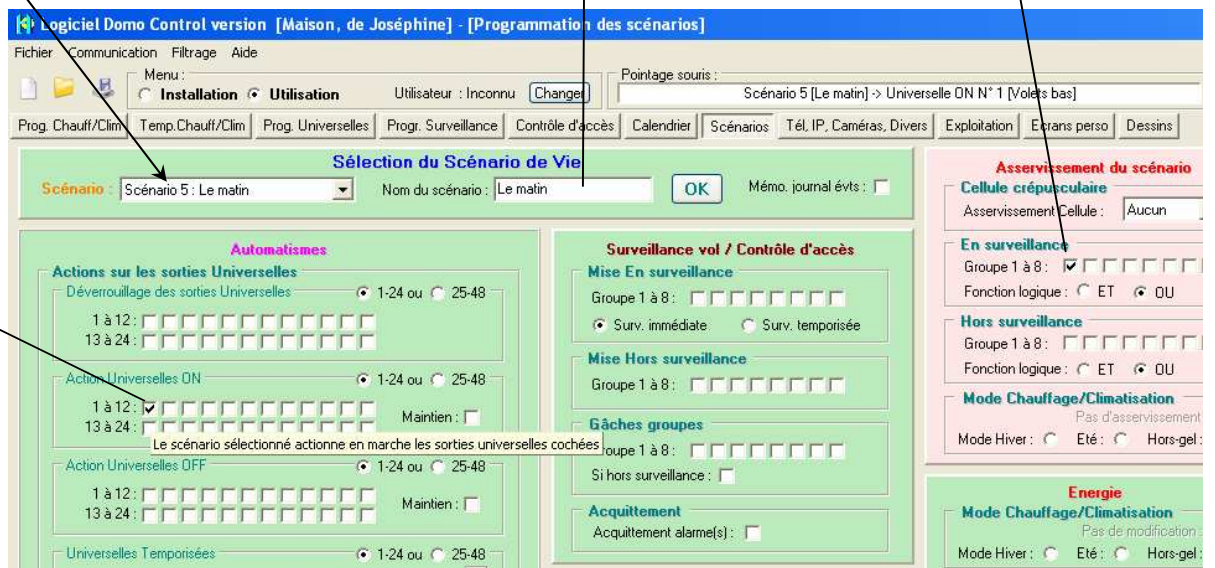 Logiciel Domo Control version [Maison, de Joséphine] - [Programmation des scénarios]
Fichier Communication Filtrage Aide
Menu :
Installation Utilisation
Utilisateur : Inconnu Changer
Pointage souris :
Scénario 5 [Le matin] -> Universelle ON N° 1 [Volets bas]
Prog. Chauff/Clim Temp.Chauff/Clim Prog. Universelles Progr. Surveillance Contrôle d'accès Calendrier Scénarios Tél, IP, Caméras, Divers Exploitation Ecrans perso Dessins
Sélection du Scénario de Vie
Scénario : Scénario 5 : Le matin Nom du scénario : Le matin OK Mémo. journal évts :
Automatismes
Actions sur les sorties Universelles
Déverrouillage des sorties Universelles 1-24 ou 25-48
1 à 12 :
13 à 24 :
Action Universelles ON 1-24 ou 25-48
1 à 12 : Maintien :
13 à 24 :
Le scénario sélectionné actionne en marche les sorties universelles cochées
Action Universelles OFF 1-24 ou 25-48
1 à 12 : Maintien :
13 à 24 :
Universelles Temporisées 1-24 ou 25-48
Surveillance vol / Contrôle d'accès
Mise En surveillance
Groupe 1 à 8 :
Surv. immédiate Surv. temporisée
Mise Hors surveillance
Groupe 1 à 8 :
Gâches groupes
roupe 1 à 8 :
Si hors surveillance :
Acquittement
Acquittement alarme(s) :
Asservissement du scénario
Cellule crépusculaire
Asservissement Cellule : Aucun
En surveillance
Groupe 1 à 8 :
Fonction logique : ET OU
Hors surveillance
Groupe 1 à 8 :
Fonction logique : ET OU
Mode Chauffage/Climatisation
Pas d'asservissement
Mode Hiver : Eté : Hors-gel :
Energie
Mode Chauffage/Climatisation
Pas de modification :
Mode Hiver : Eté : Hors-gel :